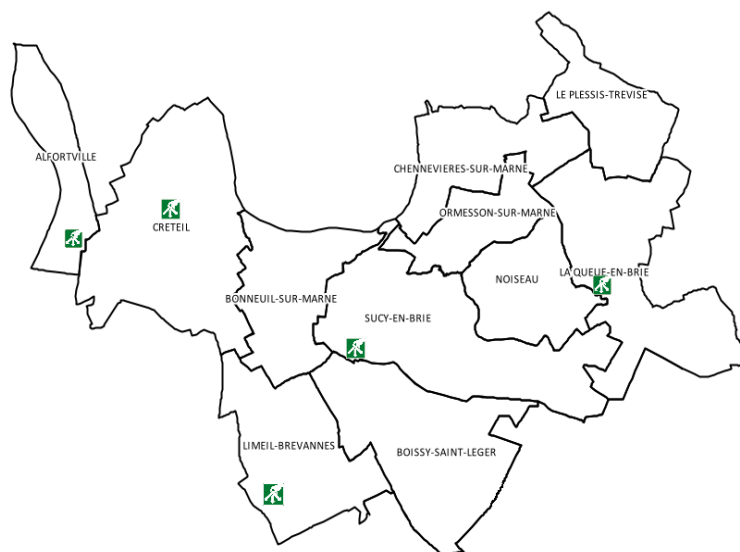 LE PLESSIS-TREVISE
ALFORTVILLE
CHENNEVIERES-SUR-MARNE
ORMESSON-SUR-MARNE
CRETEIL
LA QUEUE-EN-BRIE
NOISEAU
BONNEUIL-SUR-MARNE
SUCY-EN-BRIE
LIMEIL-BREVANNES
BOISSY-SAINT-LEGER